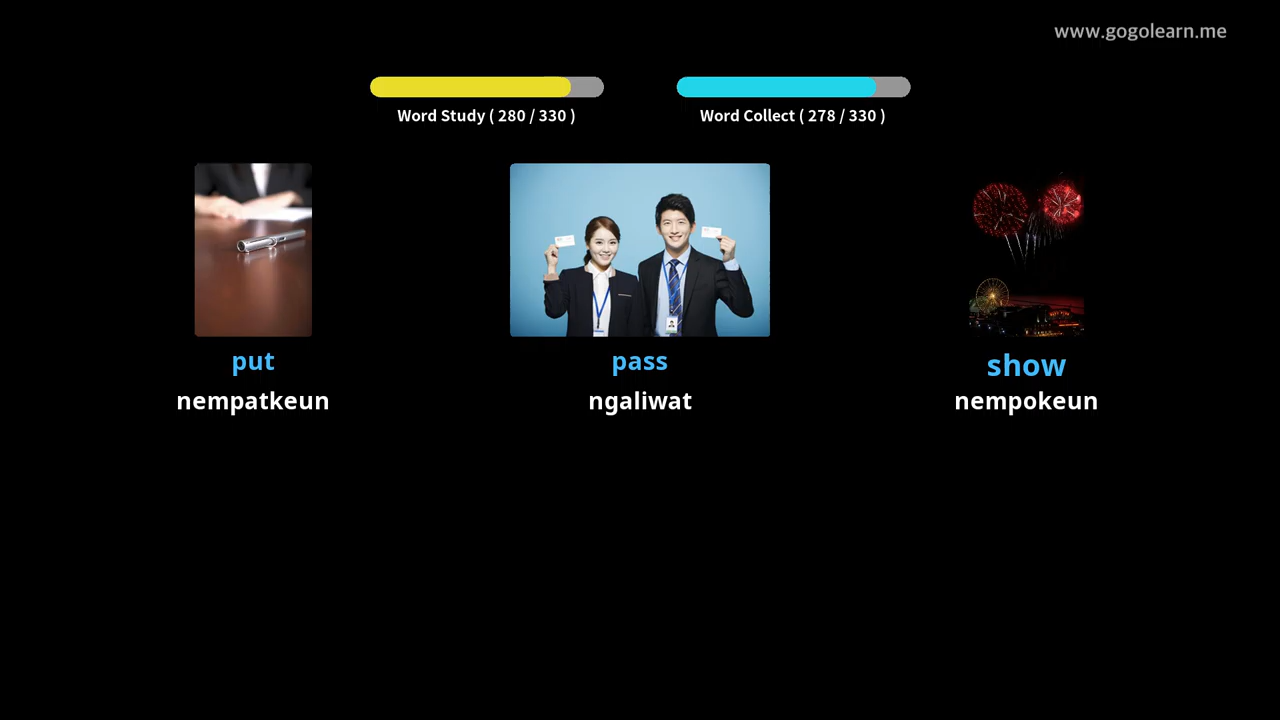 www.gogolearn.me
Word Study ( 280 / 330 )
Word Collect ( 278 / 330 )
put
pass
show
nempatkeun
ngaliwat
nempokeun